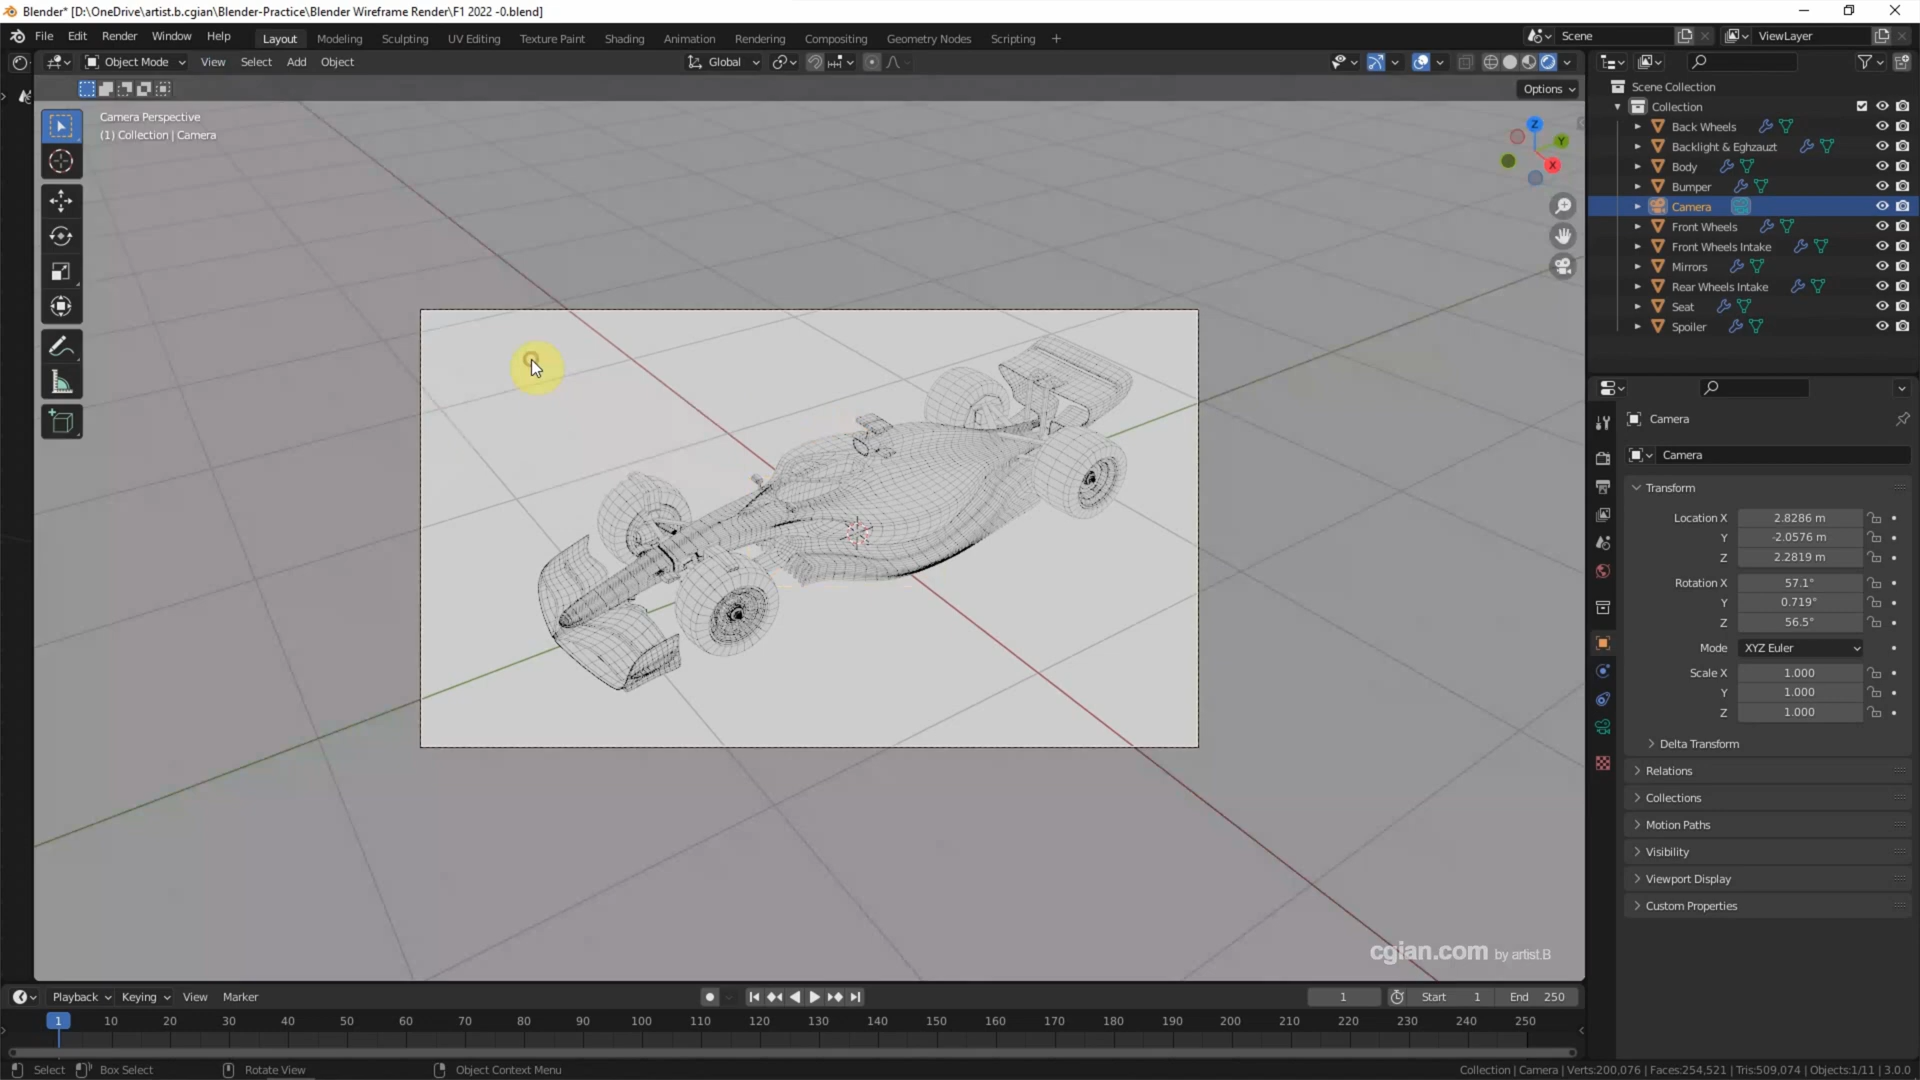 Blender* [D:\OneDrive\artist.b.cgian\Blender-Practice\Blender Wireframe Render\F1 2022 -0.blend]
File Edit Render Window Help Layout Modeling Sculpting UV Editing Texture Paint Shading Animation Rendering Compositing Geometry Nodes Scripting + Scene ViewLayer
Object Mode View Select Add Object Global
Options
Camera Perspective
(1) Collection | Camera
Z
Y
X
Scene Collection
Collection
Back Wheels
Backlight & Eghzauzt
Body
Bumper
Camera
Front Wheels
Front Wheels Intake
Mirrors
Rear Wheels Intake
Seat
Spoiler
Camera
Camera
Transform
Location X 2.8286 m
Y -2.0576 m
Z 2.2819 m
Rotation X 57.1°
Y 0.719°
Z 56.5°
Mode XYZ Euler
Scale X 1.000
Y 1.000
Z 1.000
Delta Transform
Relations
Collections
Motion Paths
Visibility
Viewport Display
Custom Properties
cgian.com by artist.B
Playback Keying View Marker 1 Start 1 End 250
1 10 20 30 40 50 60 70 80 90 100 110 120 130 140 150 160 170 180 190 200 210 220 230 240 250
Select Box Select Rotate View Object Context Menu Collection | Camera | Verts:200,076 | Faces:254,521 | Tris:509,074 | Objects:1/11 | 3.0.0